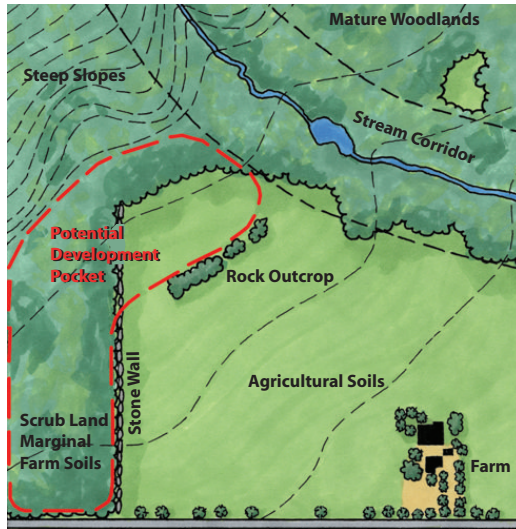 Mature Woodlands
Steep Slopes
Stream Corridor
Potential
Development
Pocket
Rock Outcrop
Stone Wall
Agricultural Soils
Scrub Land
Marginal
Farm Soils
Farm